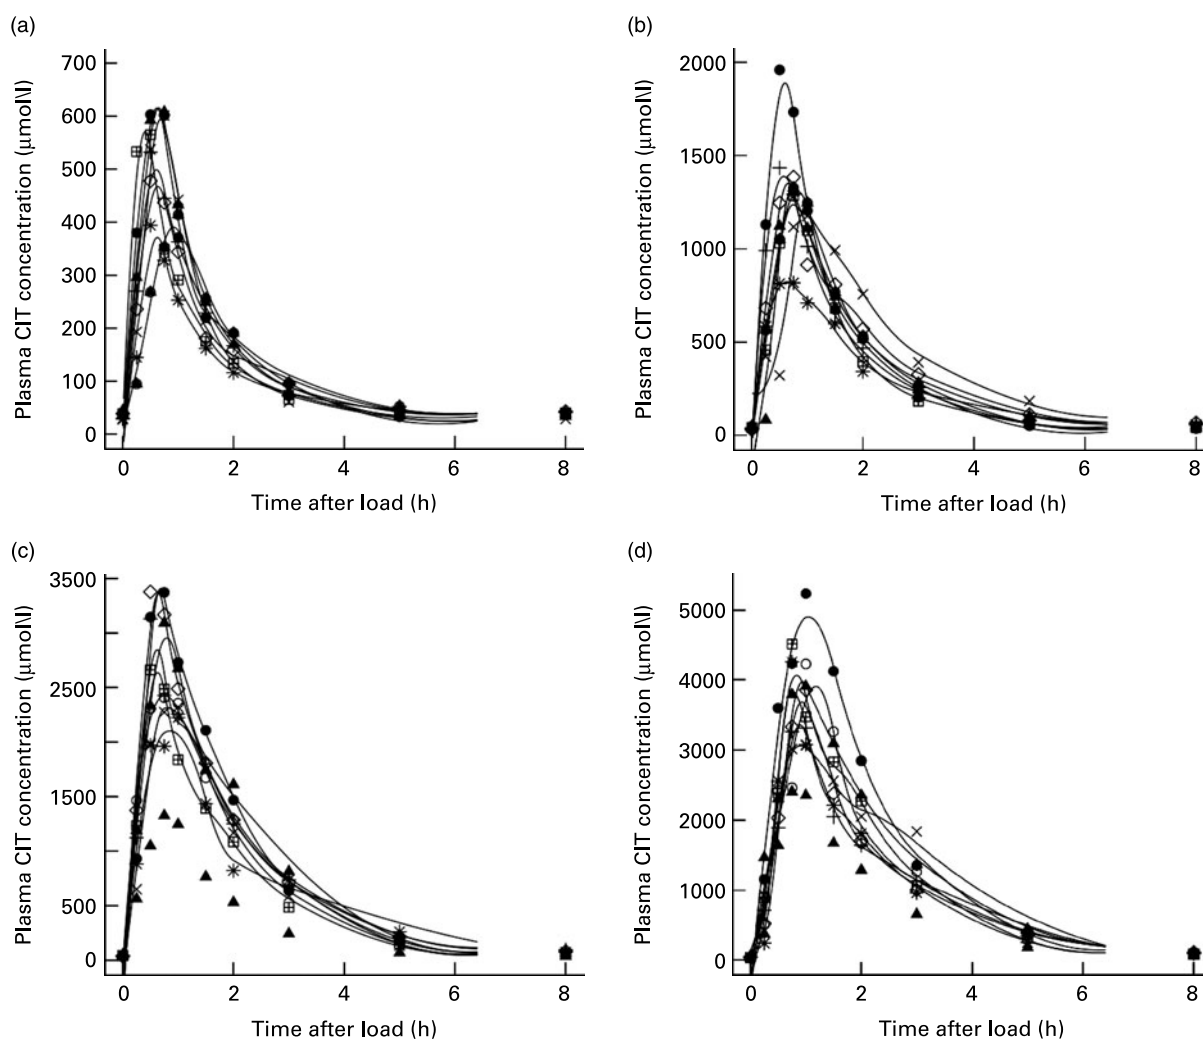 (a)
Plasma CIT concentration (μmol\l)
700
600
500
400
300
200
100
0
0 2 4 6 8
Time after load (h)
(b)
Plasma CIT concentration (μmol\l)
2000
1500
1000
500
0
0 2 4 6 8
Time after load (h)
(c)
Plasma CIT concentration (μmol\l)
3500
2500
1500
500
0
0 2 4 6 8
Time after load (h)
(d)
Plasma CIT concentration (μmol\l)
5000
4000
3000
2000
1000
0
0 2 4 6 8
Time after load (h)